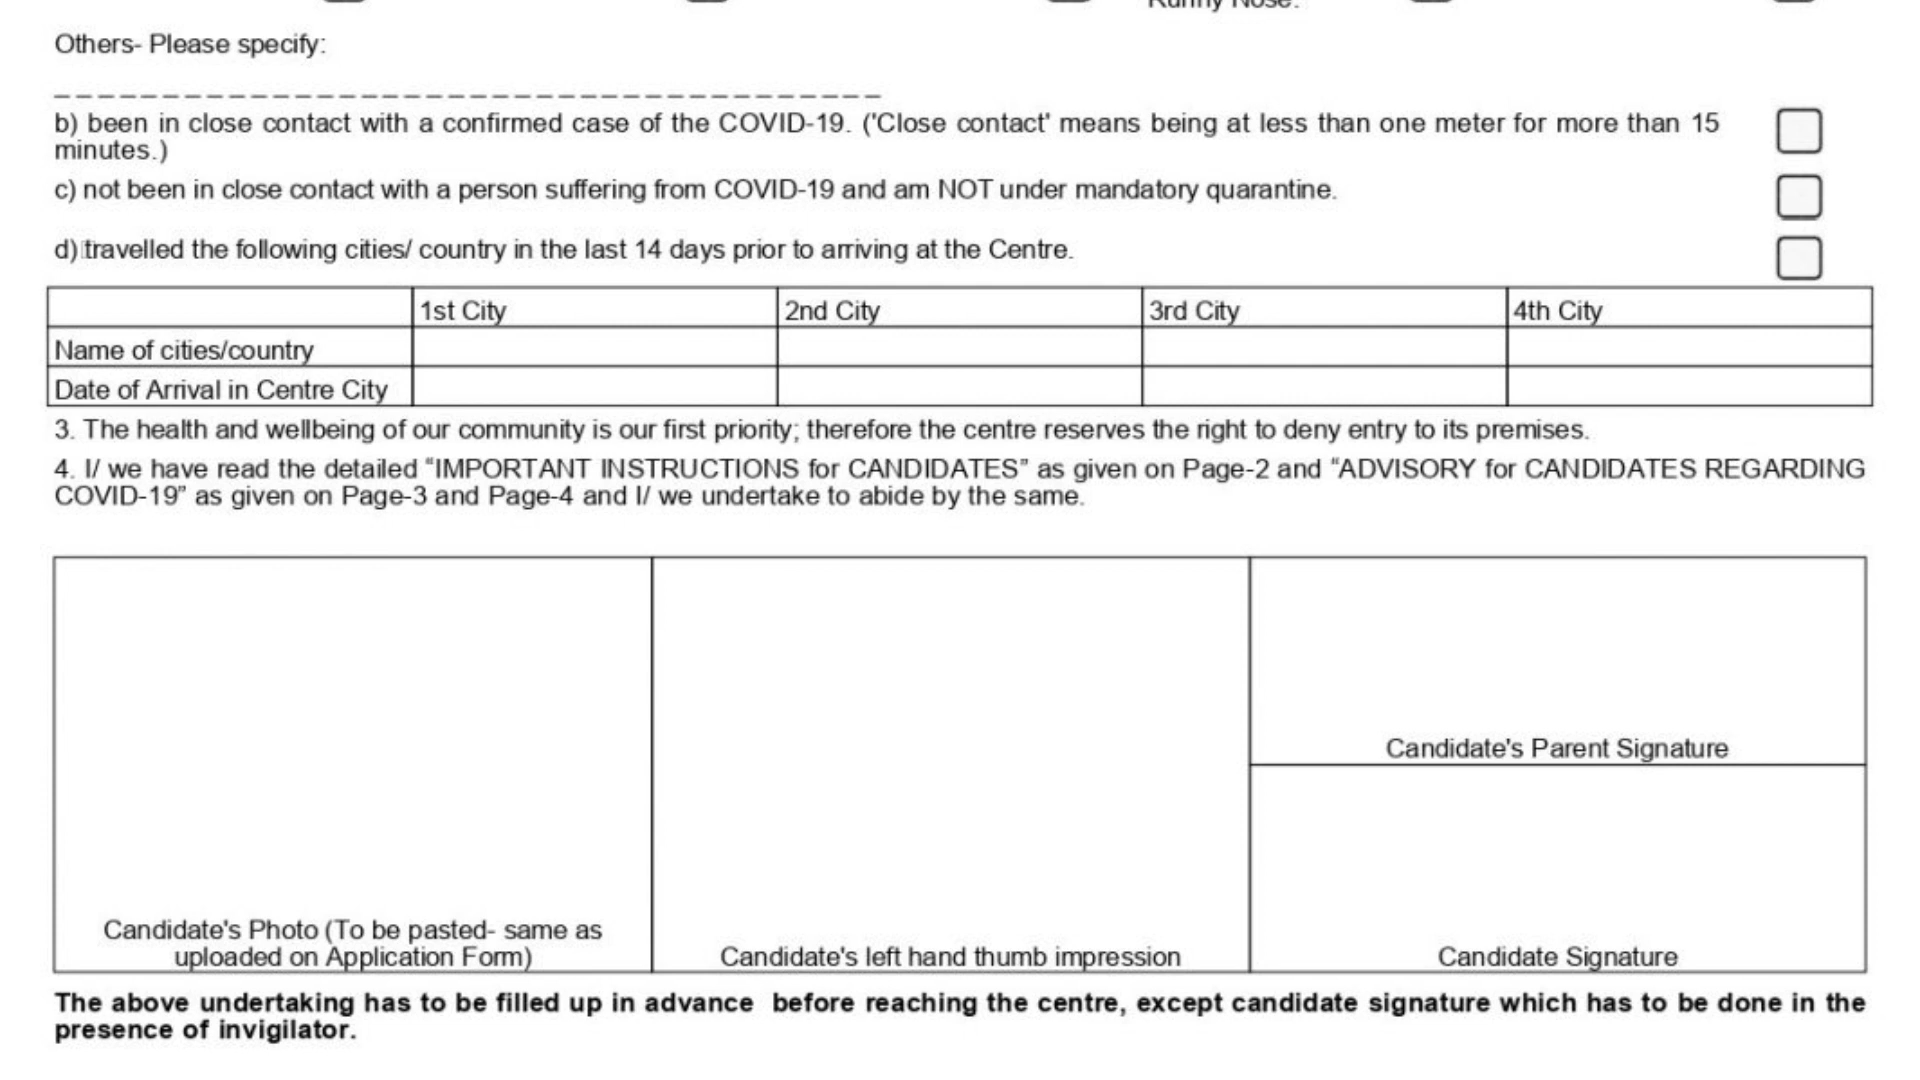 Runny Nose:
Others- Please specify:
_ _ _ _ _ _ _ _ _ _ _ _ _ _ _ _ _ _ _ _ _ _ _ _ _ _ _ _ _ _ _ _ _ _ _ _ _ _
b) been in close contact with a confirmed case of the COVID-19. ('Close contact' means being at less than one meter for more than 15
minutes.)
c) not been in close contact with a person suffering from COVID-19 and am NOT under mandatory quarantine.
d) travelled the following cities/ country in the last 14 days prior to arriving at the Centre.
1st City 2nd City 3rd City 4th City
Name of cities/country
Date of Arrival in Centre City
3. The health and wellbeing of our community is our first priority; therefore the centre reserves the right to deny entry to its premises.
4. I/ we have read the detailed “IMPORTANT INSTRUCTIONS for CANDIDATES” as given on Page-2 and “ADVISORY for CANDIDATES REGARDING
COVID-19” as given on Page-3 and Page-4 and I/ we undertake to abide by the same.
Candidate's Parent Signature
Candidate's Photo (To be pasted- same as
uploaded on Application Form)
Candidate's left hand thumb impression
Candidate Signature
The above undertaking has to be filled up in advance before reaching the centre, except candidate signature which has to be done in the
presence of invigilator.